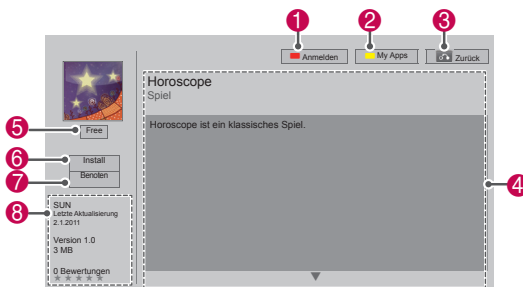 1
2
3
Anmelden
My Apps
Zurück
Horoscope
Spiel
Horoscope ist ein klassisches Spiel.
4
5
Free
6
Install
7
Benoten
8
SUN
Letzte Aktualisierung
2.1.2011
Version 1.0
3 MB
0 Bewertungen